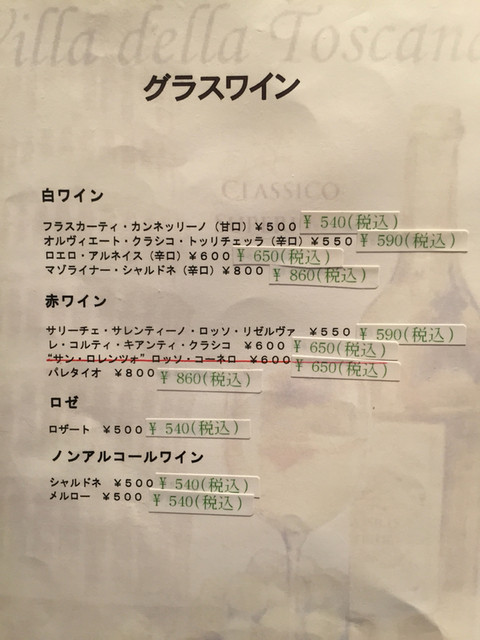 Villa della Toscana
グラスワイン
CLASSICO
白ワイン
フラスカーティ・カンネッリーノ（甘口）￥５００ ￥ 540(税込)
オルヴィエート・クラシコ・トッリチェッラ（辛口）￥５５０ ￥ 590(税込)
ロエロ・アルネイス（辛口）￥６００ ￥ 650(税込)
マゾライナー・シャルドネ（辛口）￥８００ ￥ 860(税込)
赤ワイン
サリーチェ・サレンティーノ・ロッソ・リゼルヴァ ￥５５０ ￥ 590(税込)
レ・コルティ・キアンティ・クラシコ ￥６００ ￥ 650(税込)
“サン・ロレンツォ” ロッソ・コーネロ ￥６００ ￥ 650(税込)
パレタイオ ￥８００ ￥ 860(税込)
ロゼ
ロザート ￥５００ ￥ 540(税込)
ノンアルコールワイン
シャルドネ ￥５００ ￥ 540(税込)
メルロー ￥５００ ￥ 540(税込)